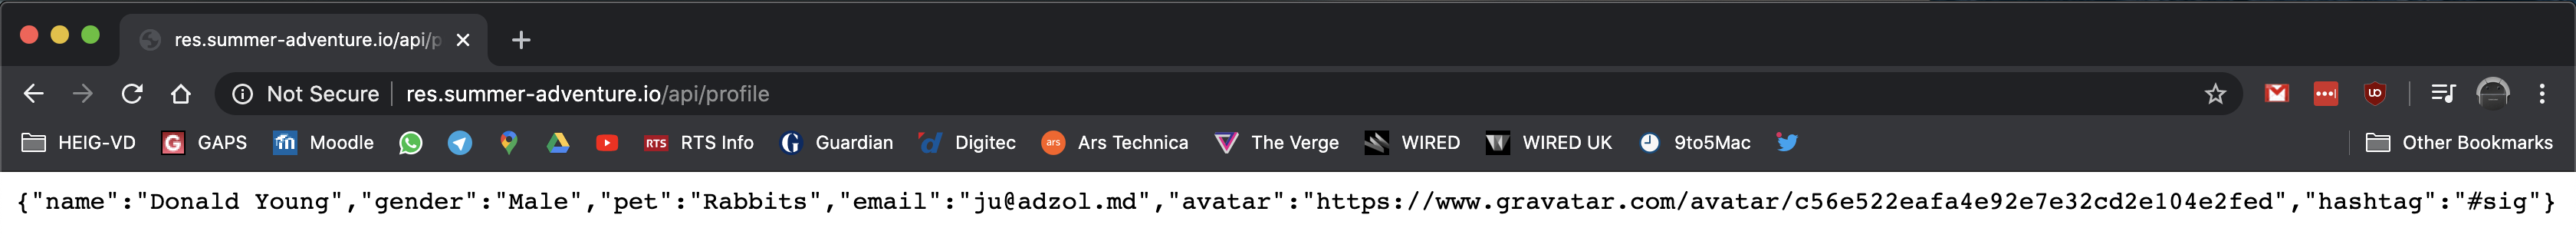 res.summer-adventure.io/api/p
Not Secure res.summer-adventure.io/api/profile
HEIG-VD G GAPS Moodle RTS RTS Info Guardian Digitec ars Ars Technica The Verge WIRED WIRED UK 9to5Mac Other Bookmarks
{"name":"Donald Young","gender":"Male","pet":"Rabbits","email":"ju@adzol.md","avatar":"https://www.gravatar.com/avatar/c56e522eafa4e92e7e32cd2e104e2fed","hashtag":"#sig"}